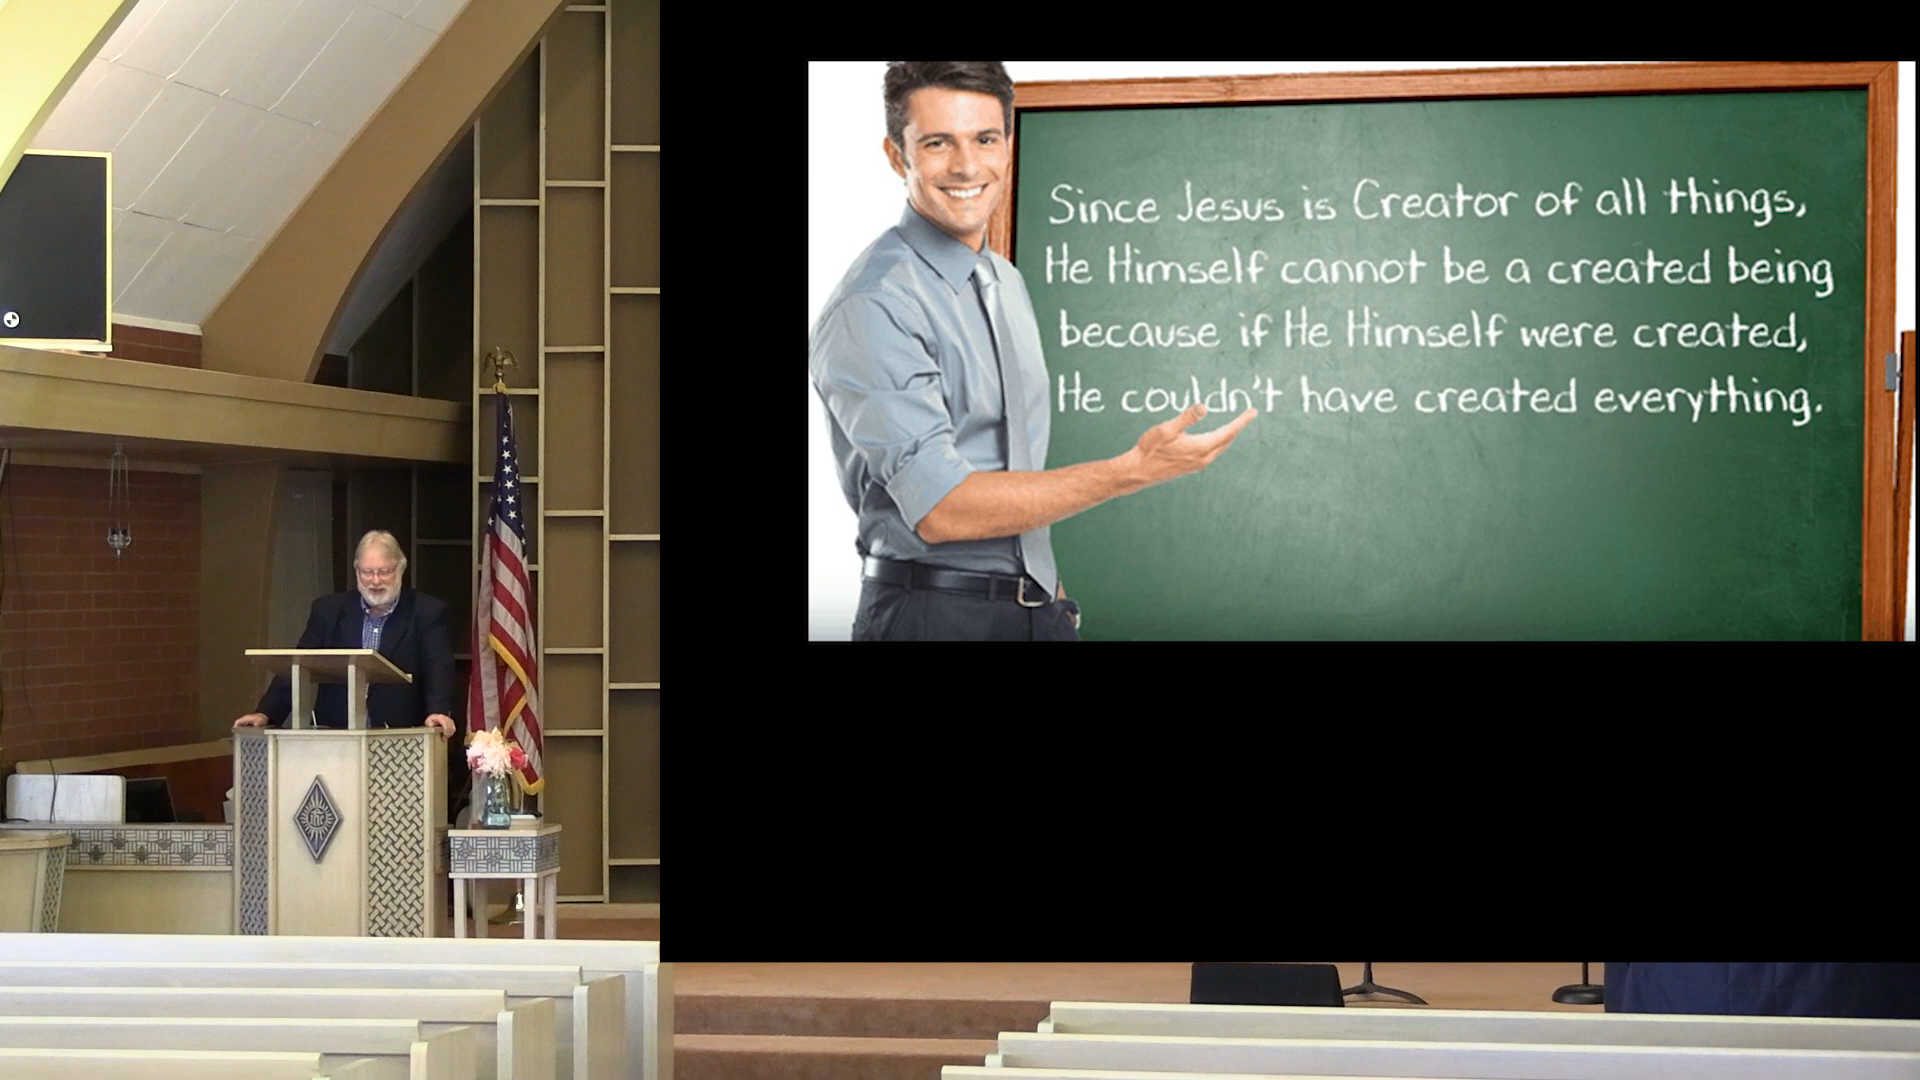 Since Jesus is Creator of all things,
He Himself cannot be a created being
because if He Himself were created,
He couldn't have created everything.